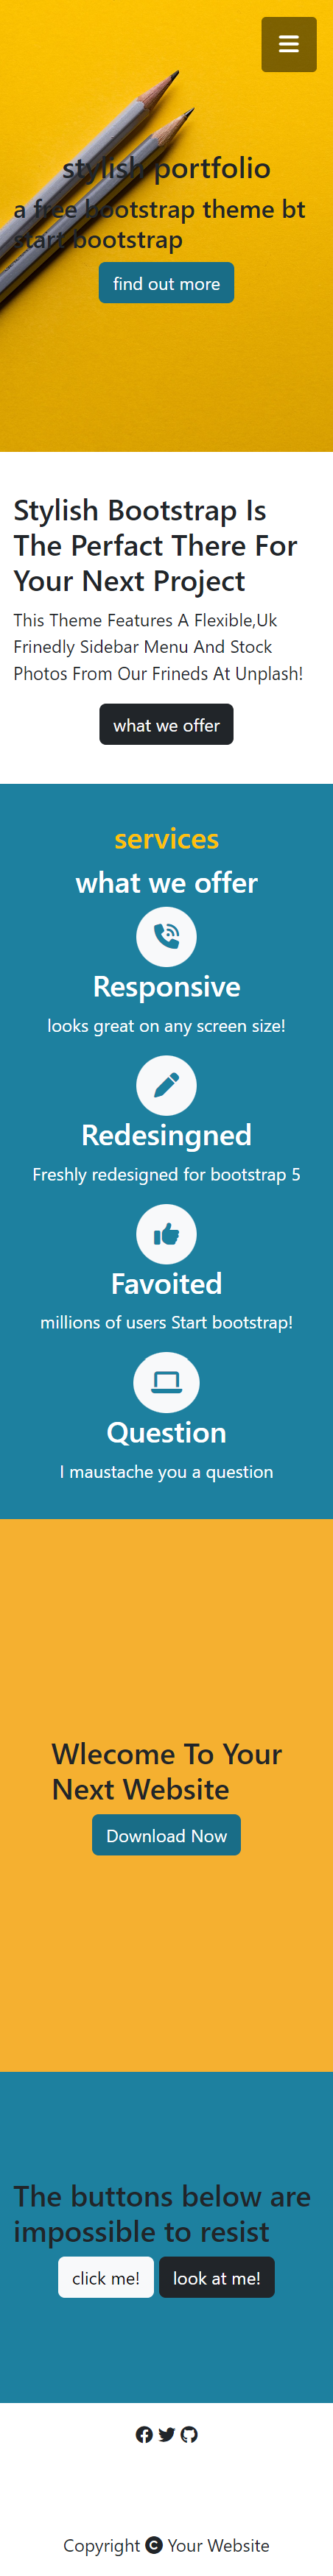 stylish portfolio
a free bootstrap theme bt
start bootstrap
find out more
Stylish Bootstrap Is
The Perfact There For
Your Next Project
This Theme Features A Flexible,Uk
Frinedly Sidebar Menu And Stock
Photos From Our Frineds At Unplash!
what we offer
services
what we offer
Responsive
looks great on any screen size!
Redesingned
Freshly redesigned for bootstrap 5
Favoited
millions of users Start bootstrap!
Question
I maustache you a question
Wlecome To Your
Next Website
Download Now
The buttons below are
impossible to resist
click me! look at me!
Copyright © Your Website